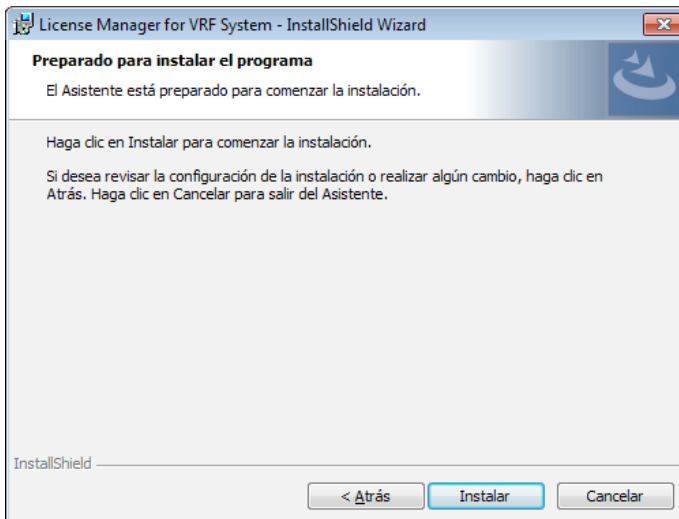 License Manager for VRF System - InstallShield Wizard
Preparado para instalar el programa
El Asistente está preparado para comenzar la instalación.
Haga clic en Instalar para comenzar la instalación.
Si desea revisar la configuración de la instalación o realizar algún cambio, haga clic en
Atrás. Haga clic en Cancelar para salir del Asistente.
InstallShield
< Atrás
Instalar
Cancelar